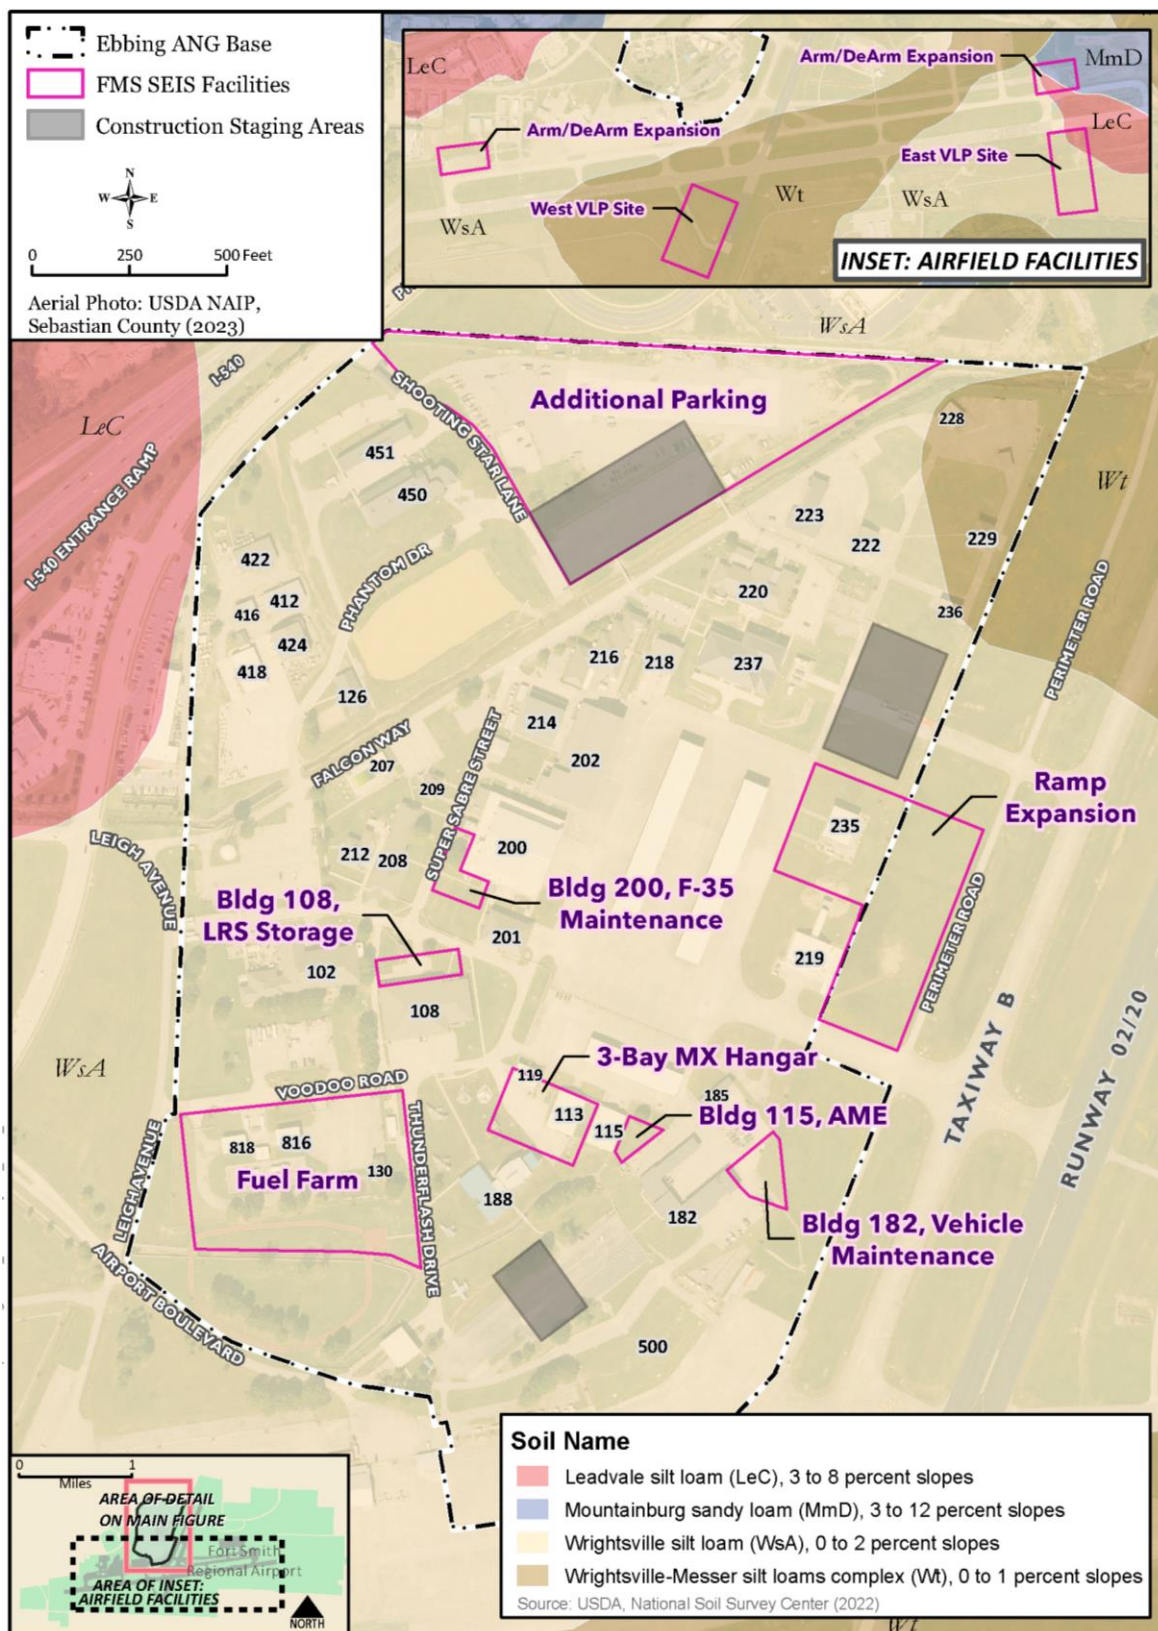 Ebbing ANG Base
FMS SEIS Facilities
Construction Staging Areas
N
W E
S
0 250 500 Feet
Aerial Photo: USDA NAIP,
Sebastian County (2023)
LeC
Arm/DeArm Expansion
MmD
Arm/DeArm Expansion
LeC
East VLP Site
Wt
West VLP Site
WsA
WsA
INSET: AIRFIELD FACILITIES
WsA
I-540
LeC
I-540 ENTRANCE RAMP
SHOOTING STAR LANE
Additional Parking
228
451
450
Wt
223
222
229
422
PHANTOM DR
220
412
416
236
424
216
218
237
418
PERIMETER ROAD
126
214
FALCON WAY
SUPER SABRE STREET
202
207
209
Ramp
Expansion
235
LEIGH AVENUE
212
208
200
Bldg 108,
LRS Storage
Bldg 200, F-35
Maintenance
201
PERIMETER ROAD
102
219
108
TAXIWAY B
RUNWAY 02/20
WsA
3-Bay MX Hangar
VOODOO ROAD
119
113
185
115
Bldg 115, AME
THUNDERFLASH DRIVE
818
816
130
Fuel Farm
LEIGH AVENUE
188
182
Bldg 182, Vehicle
Maintenance
AIRPORT BOULEVARD
500
Soil Name
Leadvale silt loam (LeC), 3 to 8 percent slopes
Mountainburg sandy loam (MmD), 3 to 12 percent slopes
Wrightsville silt loam (WsA), 0 to 2 percent slopes
Wrightsville-Messer silt loams complex (Wt), 0 to 1 percent slopes
Source: USDA, National Soil Survey Center (2022)
Wt
0 1
Miles
AREA OF DETAIL
ON MAIN FIGURE
Fort Smith
Regional Airport
AREA OF INSET:
AIRFIELD FACILITIES
NORTH